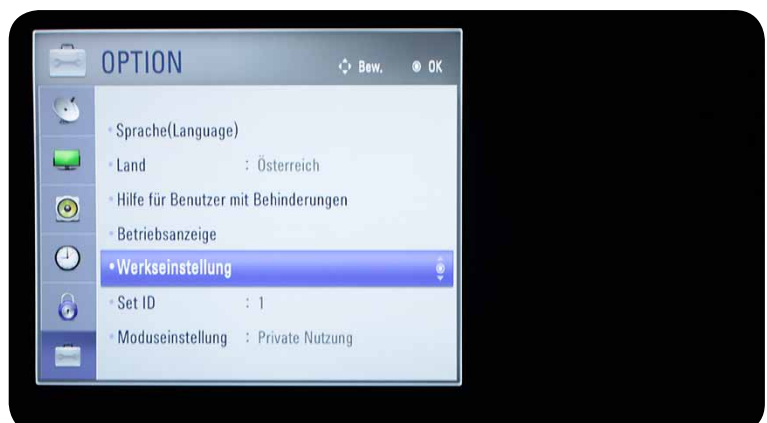 OPTION
Bew. OK
Sprache(Language)
Land : Österreich
Hilfe für Benutzer mit Behinderungen
Betriebsanzeige
Werkseinstellung
Set ID : 1
Moduseinstellung : Private Nutzung